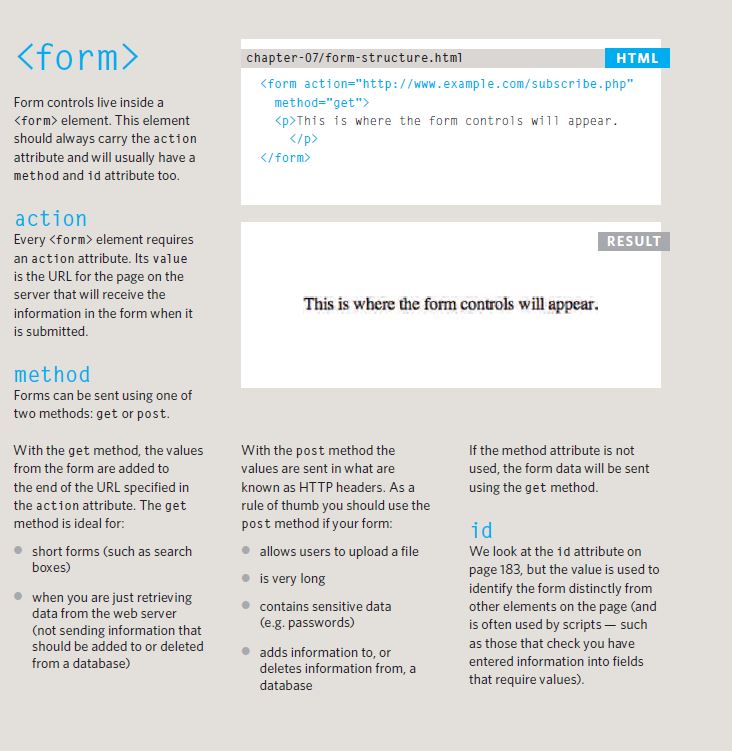 <form>
Form controls live inside a
<form> element. This element
should always carry the action
attribute and will usually have a
method and id attribute too.
action
Every <form> element requires
an action attribute. Its value
is the URL for the page on the
server that will receive the
information in the form when it
is submitted.
method
Forms can be sent using one of
two methods: get or post.
With the get method, the values
from the form are added to
the end of the URL specified in
the action attribute. The get
method is ideal for:
● short forms (such as search
boxes)
● when you are just retrieving
data from the web server
(not sending information that
should be added to or deleted
from a database)
chapter-07/form-structure.html
HTML
<form action="http://www.example.com/subscribe.php"
method="get">
<p>This is where the form controls will appear.
</p>
</form>
RESULT
This is where the form controls will appear.
With the post method the
values are sent in what are
known as HTTP headers. As a
rule of thumb you should use the
post method if your form:
● allows users to upload a file
● is very long
● contains sensitive data
(e.g. passwords)
● adds information to, or
deletes information from, a
database
If the method attribute is not
used, the form data will be sent
using the get method.
id
We look at the id attribute on
page 183, but the value is used to
identify the form distinctly from
other elements on the page (and
is often used by scripts — such
as those that check you have
entered information into fields
that require values).